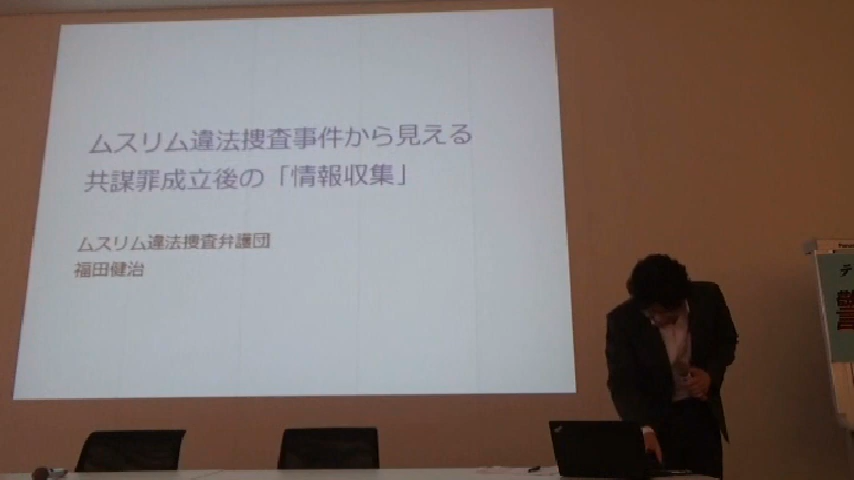 ムスリム違法捜査事件から見える
共謀罪成立後の「情報収集」
ムスリム違法捜査弁護団
福田健治
テ
警